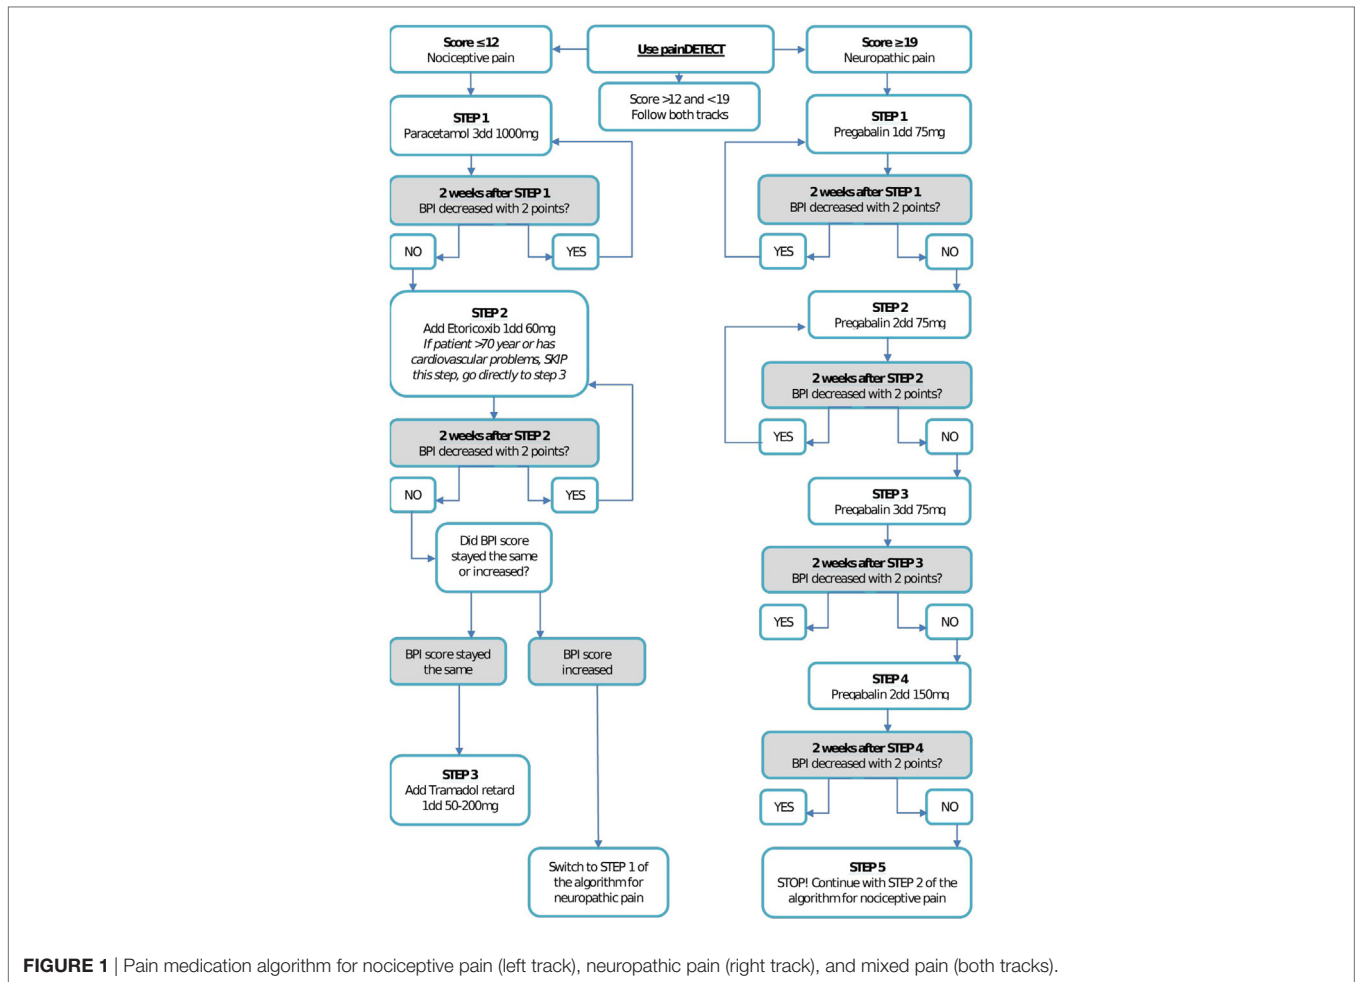 Score ≤ 12
Nociceptive pain
Use painDETECT
Score ≥ 19
Neuropathic pain
Score >12 and <19
Follow both tracks
STEP 1
Paracetamol 3dd 1000mg
STEP 1
Pregabalin 1dd 75mg
2 weeks after STEP 1
BPI decreased with 2 points?
2 weeks after STEP 1
BPI decreased with 2 points?
NO
YES
YES
NO
STEP 2
Add Etoricoxib 1dd 60mg
If patient >70 year or has
cardiovascular problems, SKIP
this step, go directly to step 3
STEP 2
Pregabalin 2dd 75mg
2 weeks after STEP 2
BPI decreased with 2 points?
2 weeks after STEP 2
BPI decreased with 2 points?
YES
NO
NO
YES
STEP 3
Pregabalin 3dd 75mg
Did BPI score
stayed the same
or increased?
2 weeks after STEP 3
BPI decreased with 2 points?
YES
NO
BPI score stayed
the same
BPI score
increased
STEP 4
Pregabalin 2dd 150mg
2 weeks after STEP 4
BPI decreased with 2 points?
STEP 3
Add Tramadol retard
1dd 50-200mg
YES
NO
Switch to STEP 1 of
the algorithm for
neuropathic pain
STEP 5
STOP! Continue with STEP 2 of the
algorithm for nociceptive pain
FIGURE 1 | Pain medication algorithm for nociceptive pain (left track), neuropathic pain (right track), and mixed pain (both tracks).